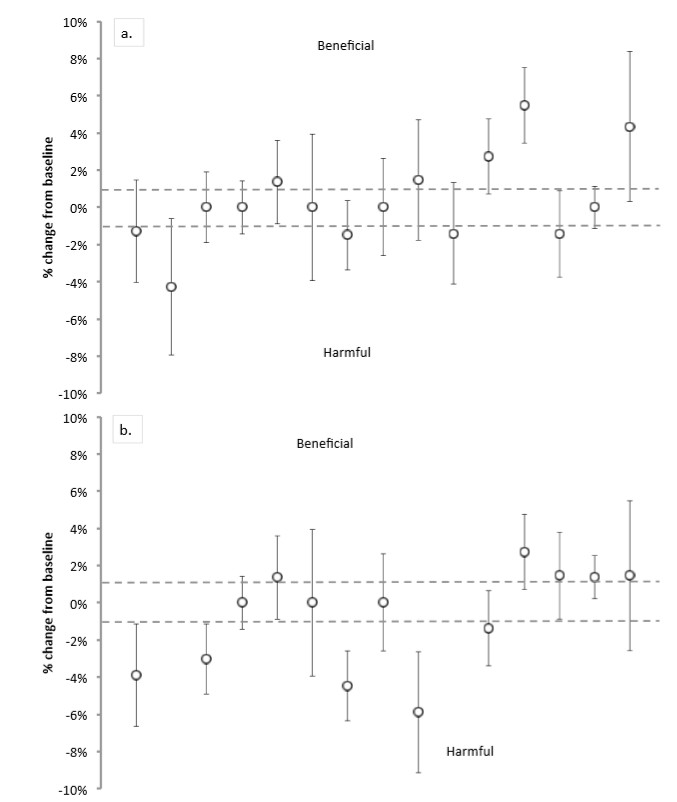 a.
10%
Beneficial
8%
6%
4%
2%
0%
-2%
-4%
-6%
-8%
-10%
% change from baseline
Harmful
b.
10%
Beneficial
8%
6%
4%
2%
0%
-2%
-4%
-6%
-8%
-10%
% change from baseline
Harmful